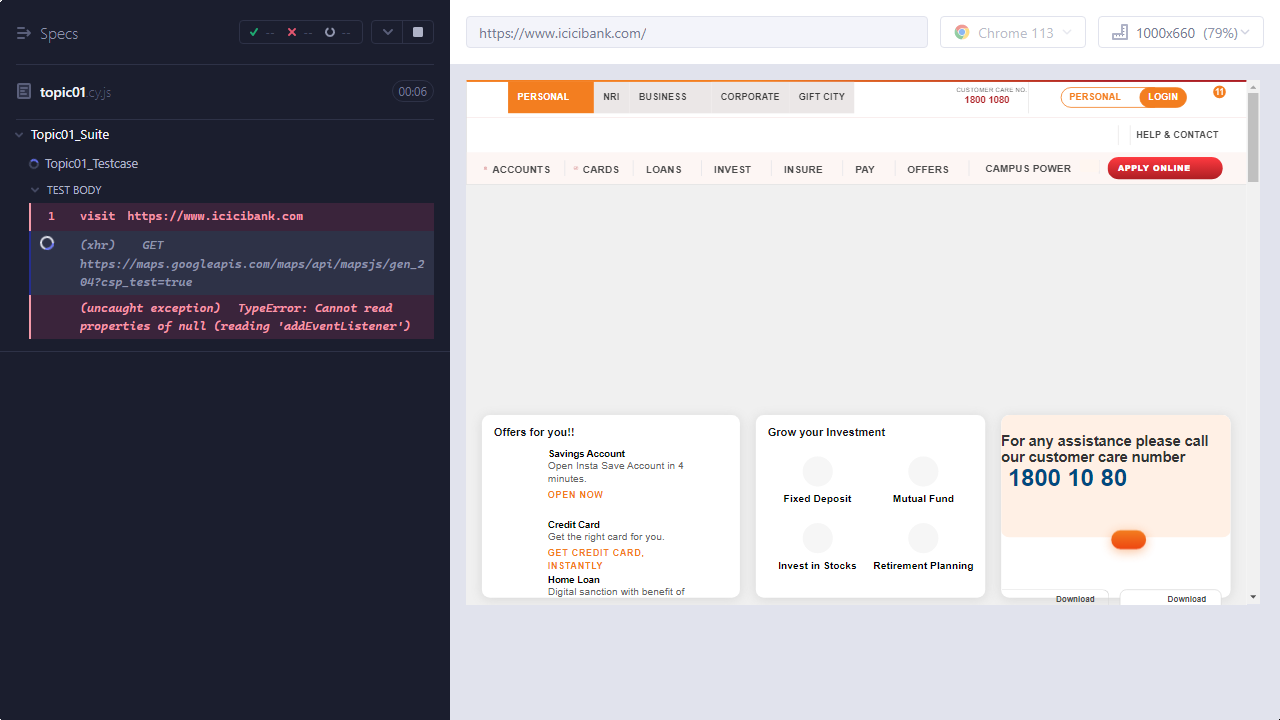 Specs
-- -- --
topic01.cy.js
00:06
Topic01_Suite
Topic01_Testcase
TEST BODY
1 visit https://www.icicibank.com
(xhr) GET
https://maps.googleapis.com/maps/api/mapsjs/gen_2
04?csp_test=true
(uncaught exception) TypeError: Cannot read
properties of null (reading 'addEventListener')
https://www.icicibank.com/
Chrome 113
1000x660 (79%)
PERSONAL NRI BUSINESS CORPORATE GIFT CITY
CUSTOMER CARE NO.
1800 1080
PERSONAL LOGIN
11
HELP & CONTACT
ACCOUNTS CARDS LOANS INVEST INSURE PAY OFFERS CAMPUS POWER APPLY ONLINE
Offers for you!!
Savings Account
Open Insta Save Account in 4
minutes.
OPEN NOW
Credit Card
Get the right card for you.
GET CREDIT CARD,
INSTANTLY
Home Loan
Digital sanction with benefit of
Grow your Investment
Fixed Deposit Mutual Fund
Invest in Stocks Retirement Planning
For any assistance please call
our customer care number
1800 10 80
Download Download